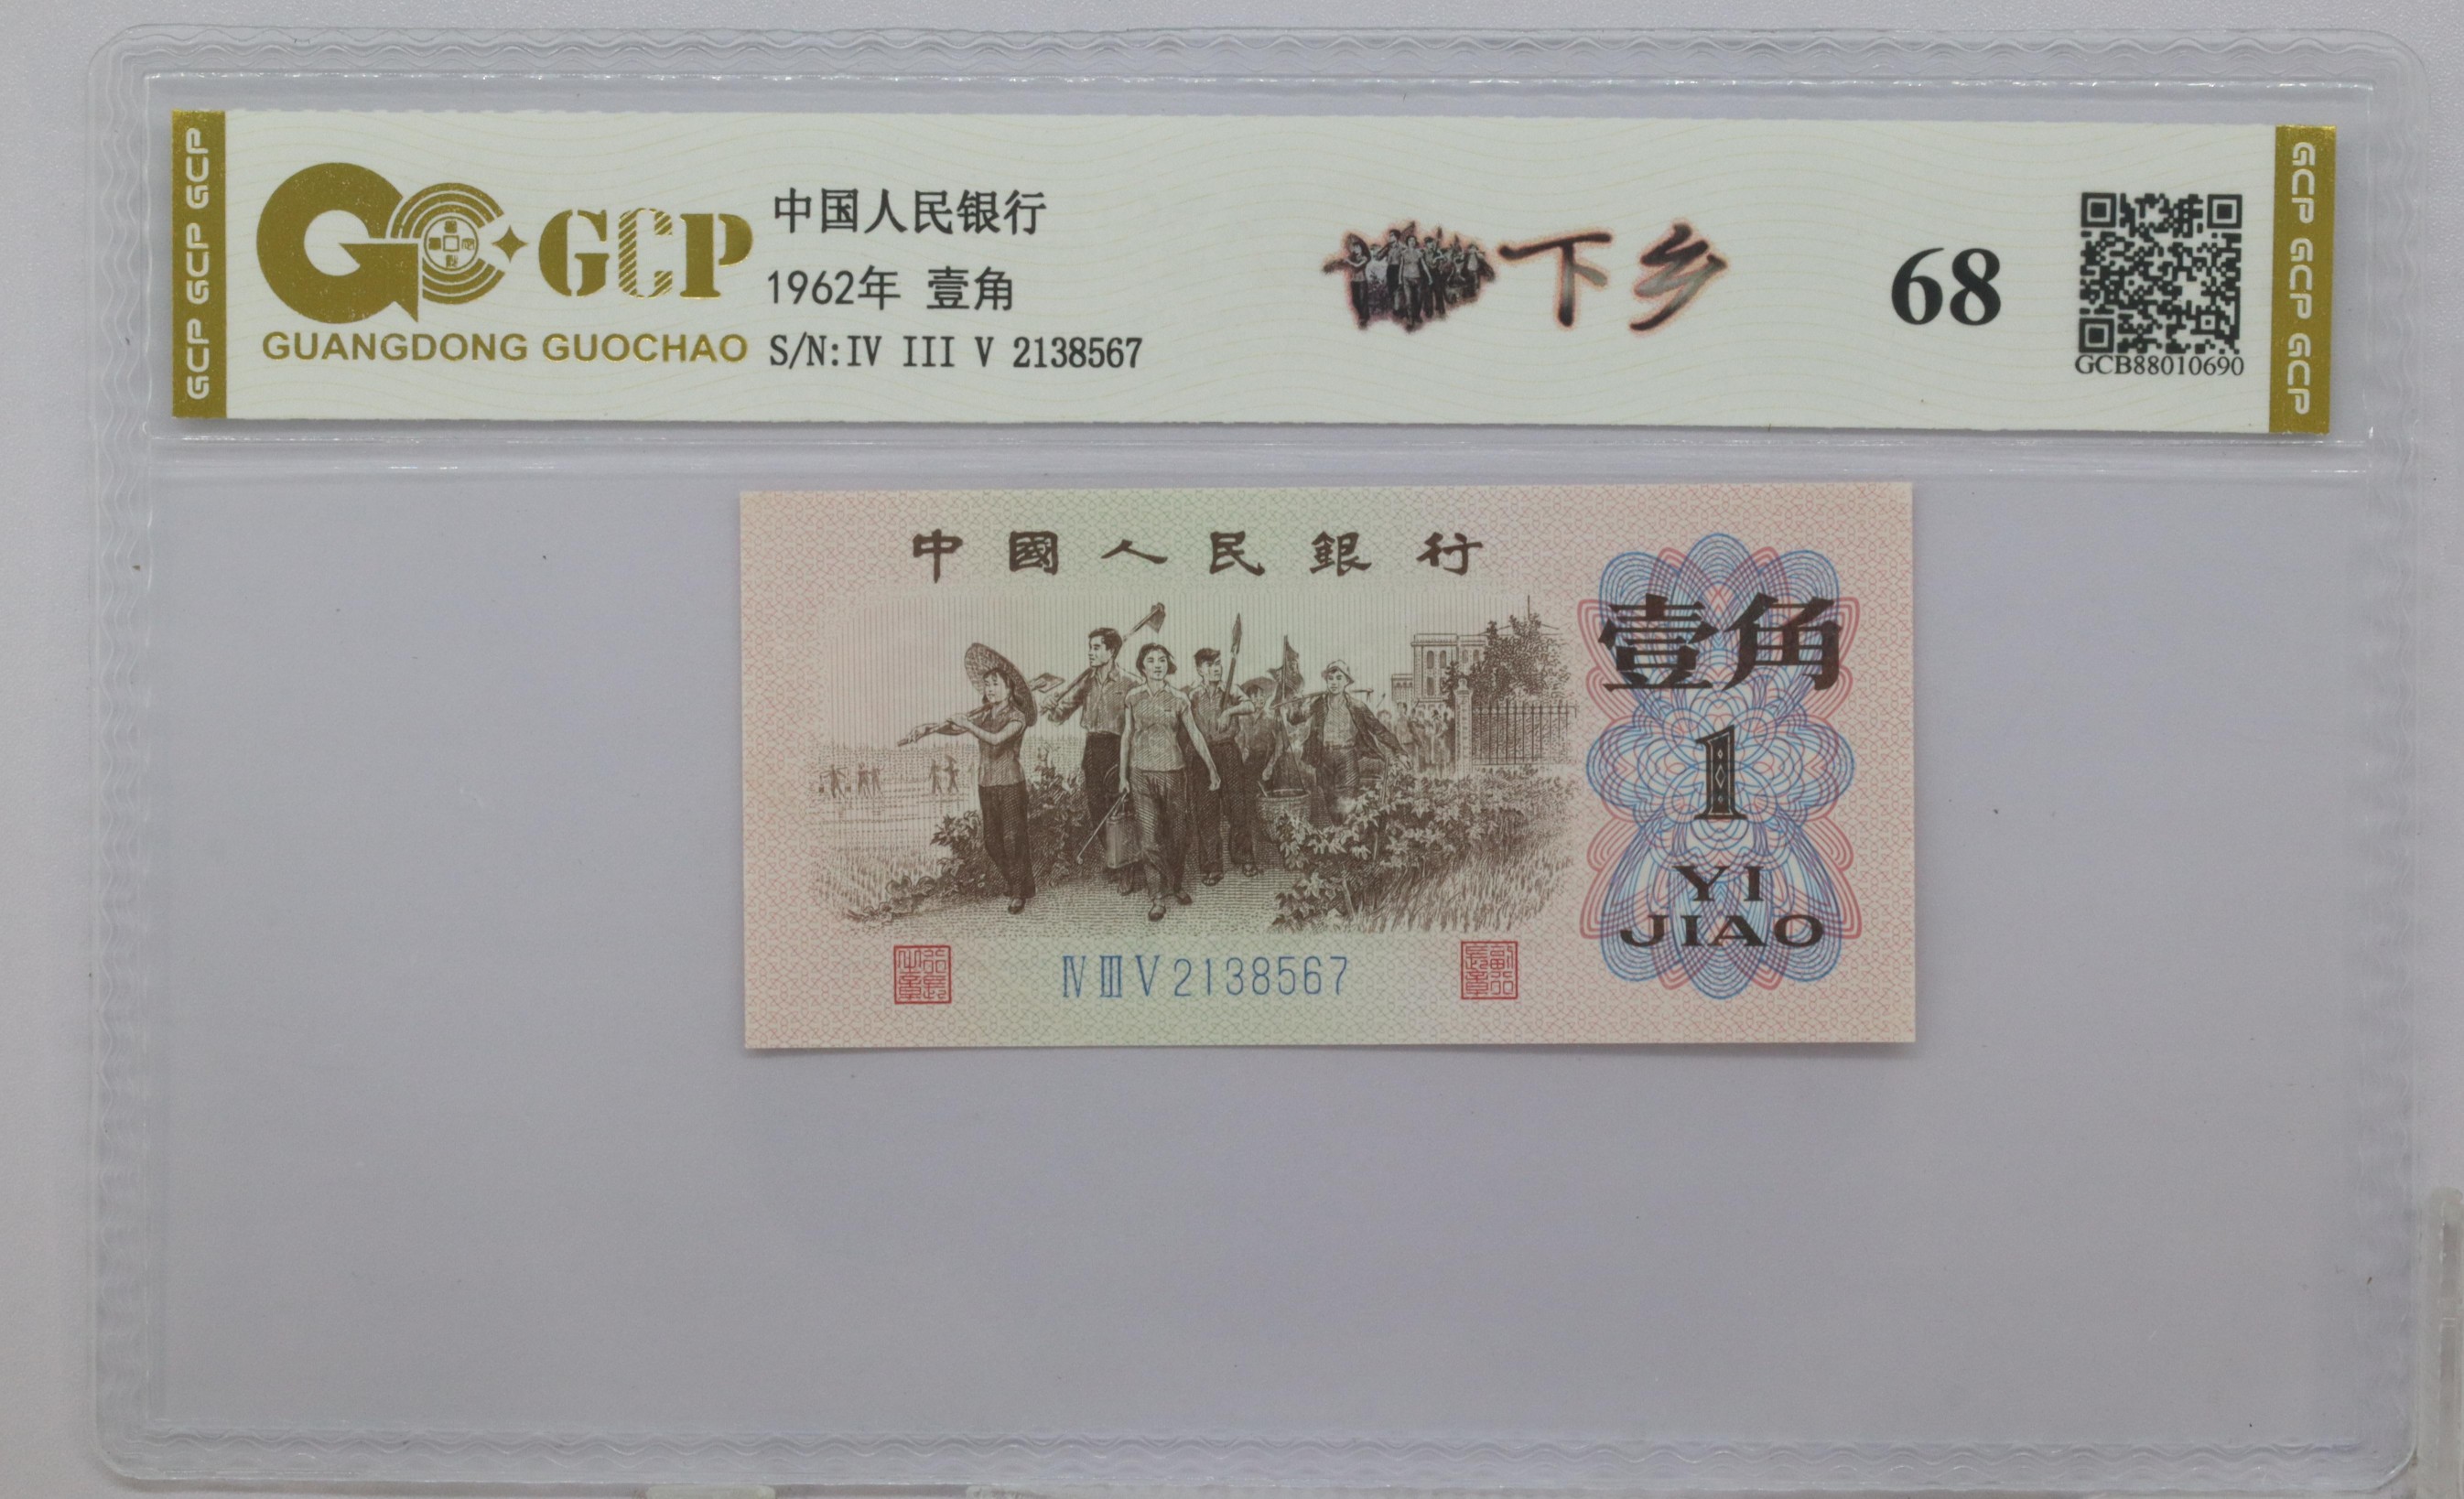 GCP GCP GCP
GCP
GUANGDONG GUOCHAO
中国人民银行
1962年 壹角
S/N:IV III V 2138567
下乡
68
GCB88010690
GCP GCP GCP
中國人民銀行
壹角
1
YI
JIAO
ⅣⅢⅤ2138567